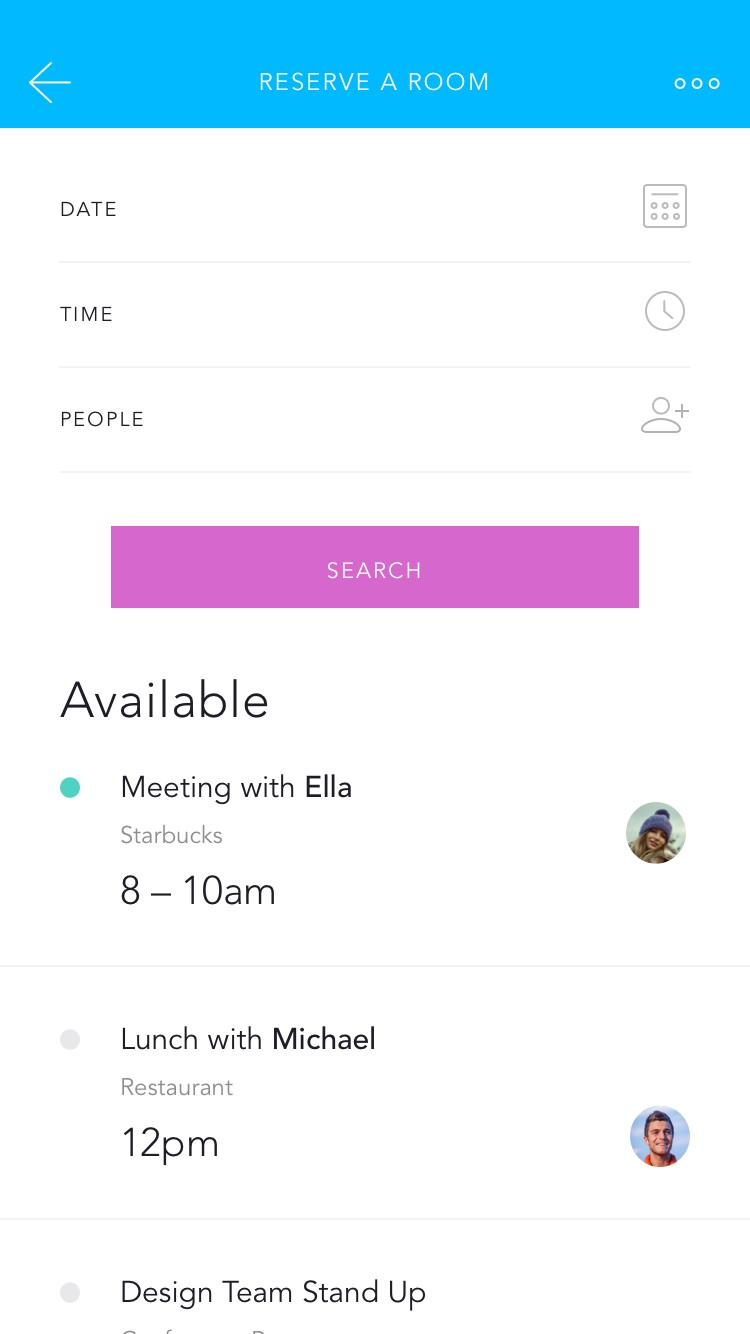 RESERVE A ROOM
DATE
TIME
PEOPLE
SEARCH
Available
Meeting with Ella
Starbucks
8 – 10am
Lunch with Michael
Restaurant
12pm
Design Team Stand Up